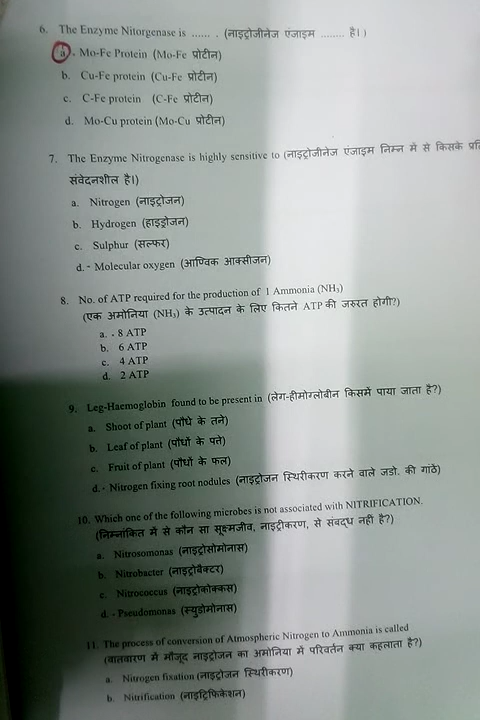 6. The Enzyme Nitorgenase is ....... . (नाइट्रोजीनेज एंजाइम ........ है। )
a. - Mo-Fe Protein (Mo-Fe प्रोटीन)
b. Cu-Fe protein (Cu-Fe प्रोटीन)
c. C-Fe protein (C-Fe प्रोटीन)
d. Mo-Cu protein (Mo-Cu प्रोटीन)
7. The Enzyme Nitrogenase is highly sensitive to (नाइट्रोजीनेज एंजाइम निम्न में से किसके प्रति
संवेदनशील है।)
a. Nitrogen (नाइट्रोजन)
b. Hydrogen (हाइड्रोजन)
c. Sulphur (सल्फर)
d. - Molecular oxygen (आण्विक आक्सीजन)
8. No. of ATP required for the production of 1 Ammonia (NH₃)
(एक अमोनिया (NH₃) के उत्पादन के लिए कितने ATP की जरुरत होगी?)
a. - 8 ATP
b. 6 ATP
c. 4 ATP
d. 2 ATP
9. Leg-Haemoglobin found to be present in (लेग-हीमोग्लोबीन किसमें पाया जाता है?)
a. Shoot of plant (पौधे के तने)
b. Leaf of plant (पौधों के पते)
c. Fruit of plant (पौधों के फल)
d. - Nitrogen fixing root nodules (नाइट्रोजन स्थिरीकरण करने वाले जडो. की गांठे)
10. Which one of the following microbes is not associated with NITRIFICATION.
(निम्नांकित में से कौन सा सूक्ष्मजीव, नाइट्रीकरण, से संवद्ध नहीं है?)
a. Nitrosomonas (नाइट्रोसोमोनास)
b. Nitrobacter (नाइट्रोबैक्टर)
c. Nitrococcus (नाइट्रोकोक्कस)
d. - Pseudomonas (स्युडोमोनास)
11. The process of conversion of Atmospheric Nitrogen to Ammonia is called
(वातवारण में मौजूद नाइट्रोजन का अमोनिया में परिवर्तन क्या कहलाता है?)
a. Nitrogen fixation (नाइट्रोजन स्थिरीकरण)
b. Nitrification (नाइट्रिफिकेशन)